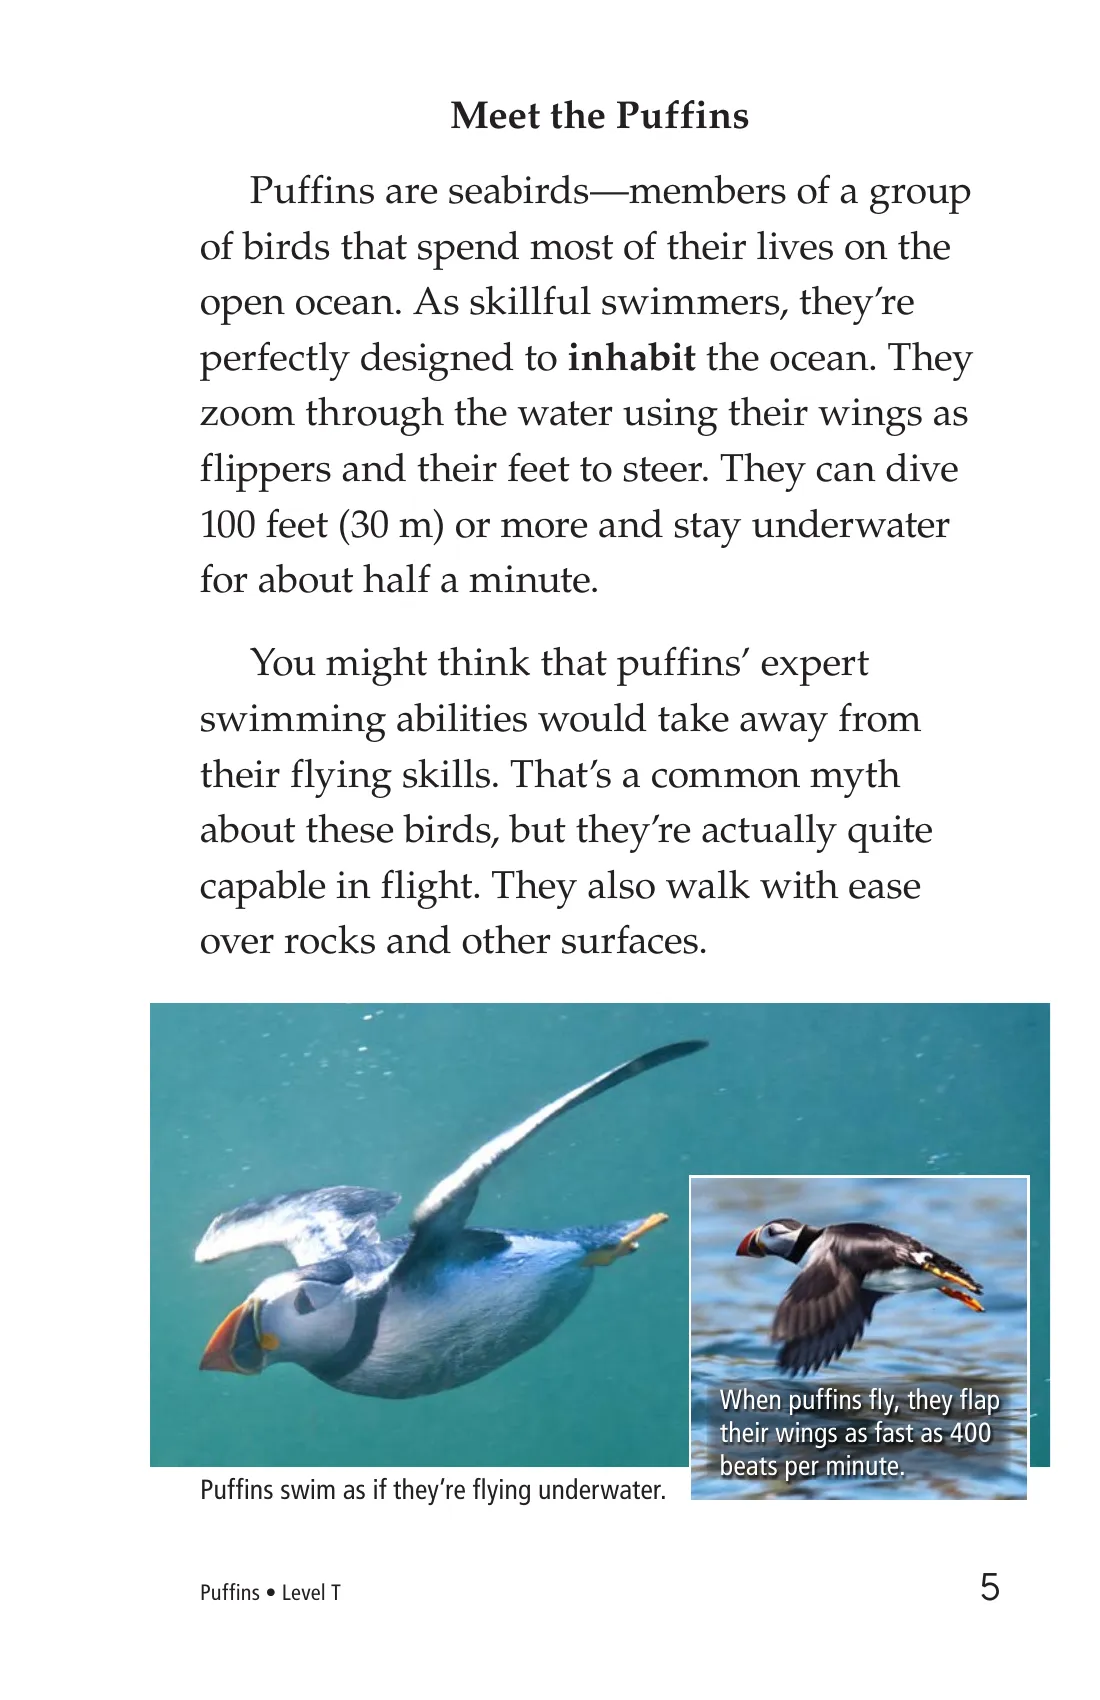 Meet the Puffins
Puffins are seabirds—members of a group
of birds that spend most of their lives on the
open ocean. As skillful swimmers, they’re
perfectly designed to inhabit the ocean. They
zoom through the water using their wings as
flippers and their feet to steer. They can dive
100 feet (30 m) or more and stay underwater
for about half a minute.
You might think that puffins’ expert
swimming abilities would take away from
their flying skills. That’s a common myth
about these birds, but they’re actually quite
capable in flight. They also walk with ease
over rocks and other surfaces.
When puffins fly, they flap
their wings as fast as 400
beats per minute.
Puffins swim as if they’re flying underwater.
Puffins • Level T
5